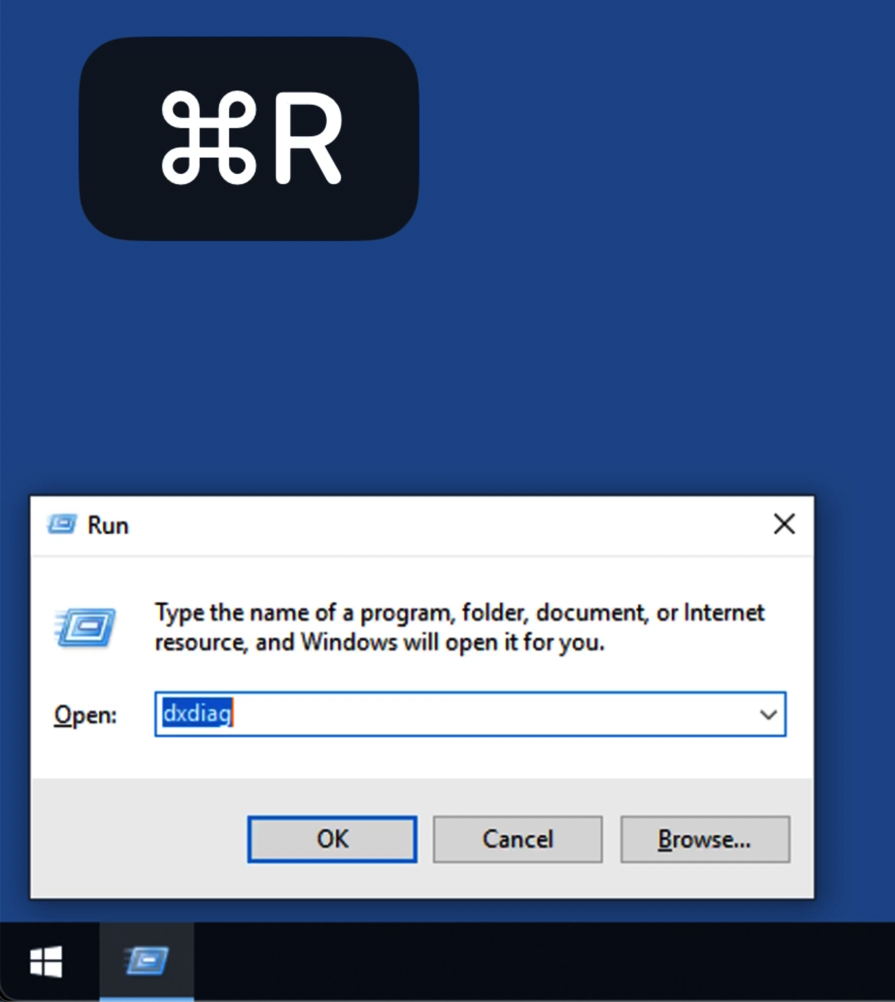 ⌘R
Run
Type the name of a program, folder, document, or Internet
resource, and Windows will open it for you.
Open: dxdiag
OK Cancel Browse...